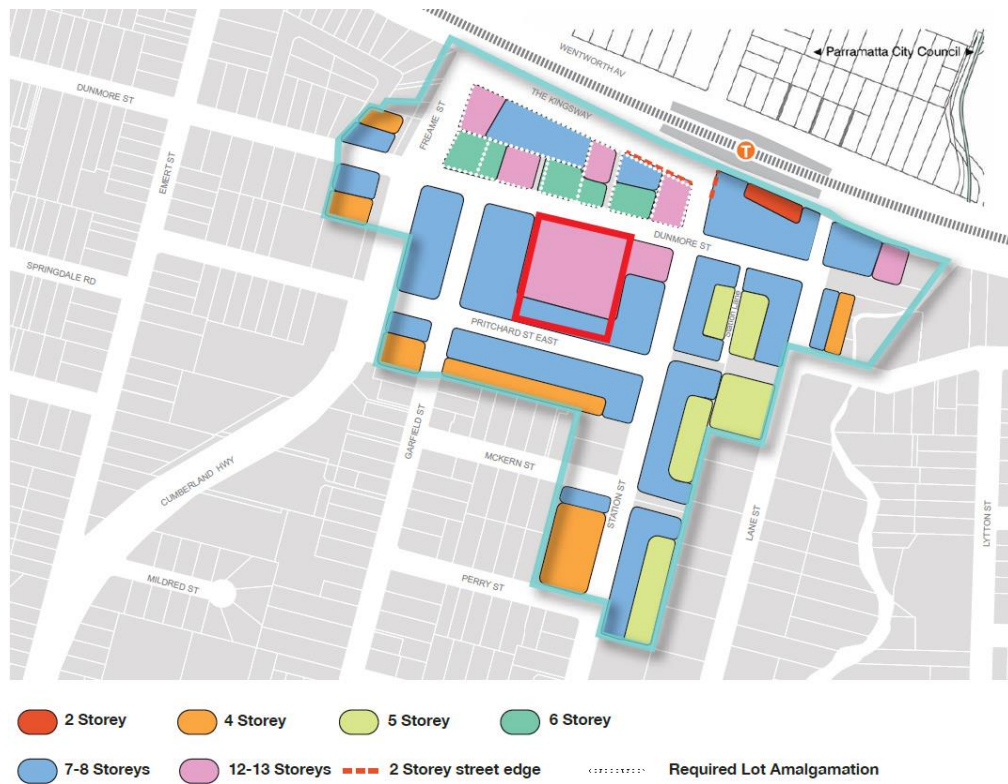 WENTWORTH AV
◄ Parramatta City Council ►
DUNMORE ST
THE KINGSWAY
FREAME ST
T
EMERT ST
DUNMORE ST
SPRINGDALE RD
Station Lane
PRITCHARD ST EAST
GARFIELD ST
MCKERN ST
CUMBERLAND HWY
STATION ST
LANE ST
LYTTON ST
MILDRED ST
PERRY ST
2 Storey
4 Storey
5 Storey
6 Storey
7-8 Storeys
12-13 Storeys
2 Storey street edge
Required Lot Amalgamation